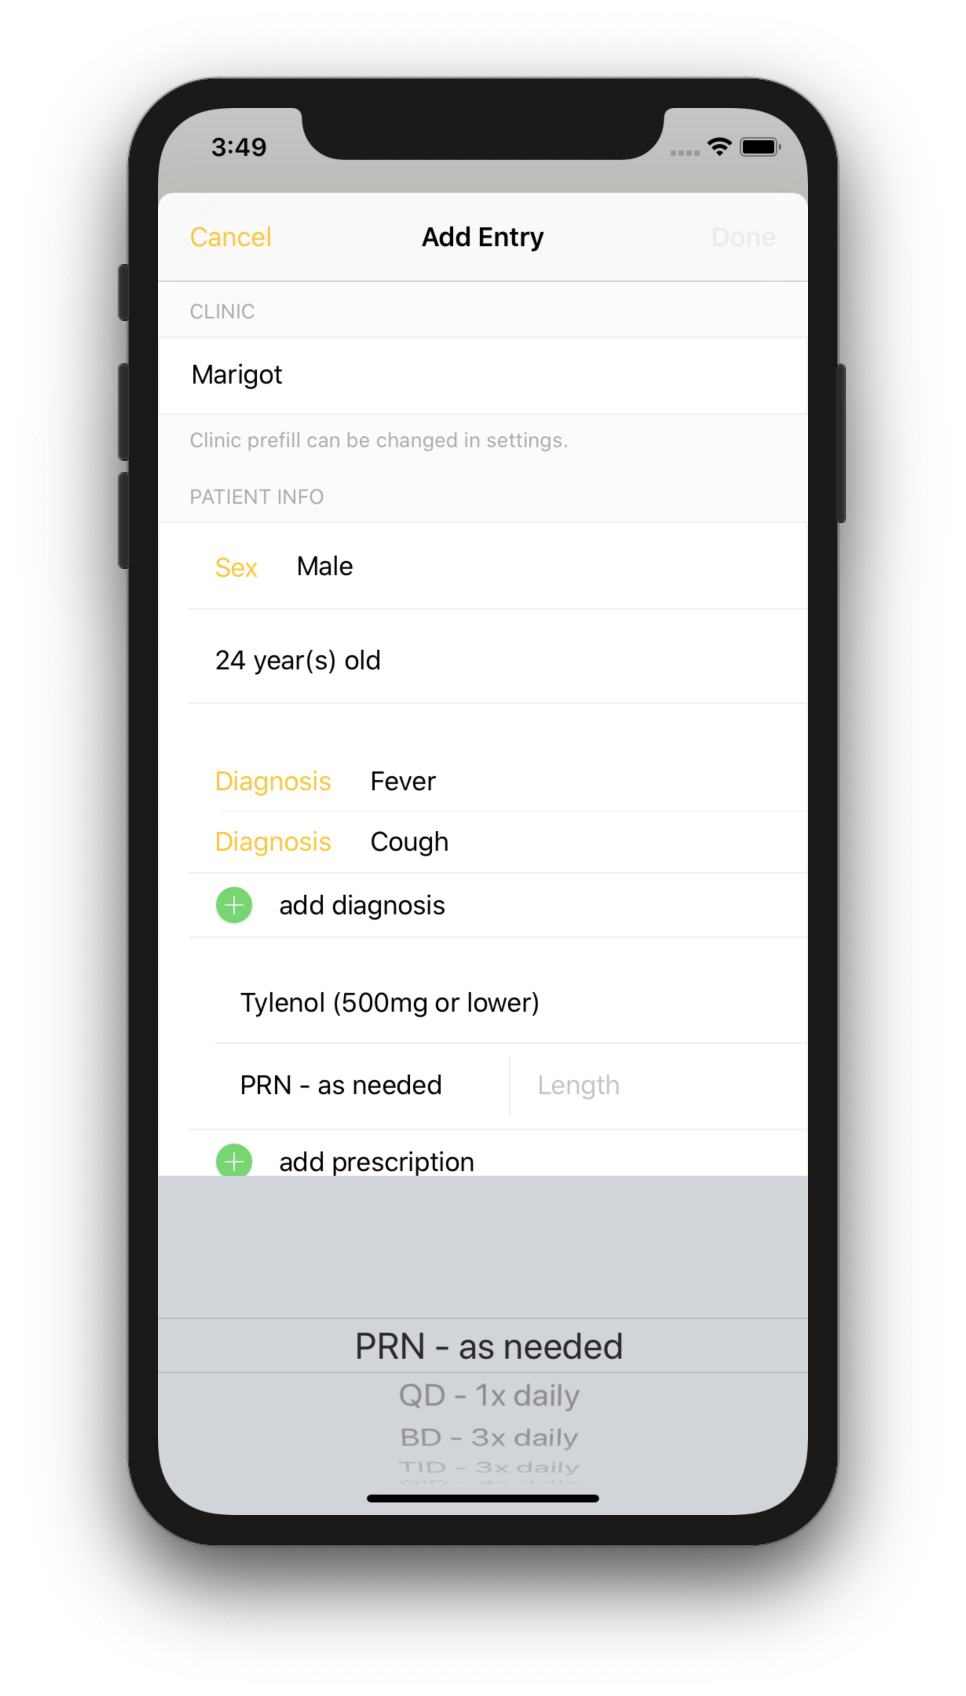 3:49
Cancel Add Entry Done
CLINIC
Marigot
Clinic prefill can be changed in settings.
PATIENT INFO
Sex Male
24 year(s) old
Diagnosis Fever
Diagnosis Cough
add diagnosis
Tylenol (500mg or lower)
PRN - as needed Length
add prescription
PRN - as needed
QD - 1x daily
BD - 3x daily
TID - 3x daily